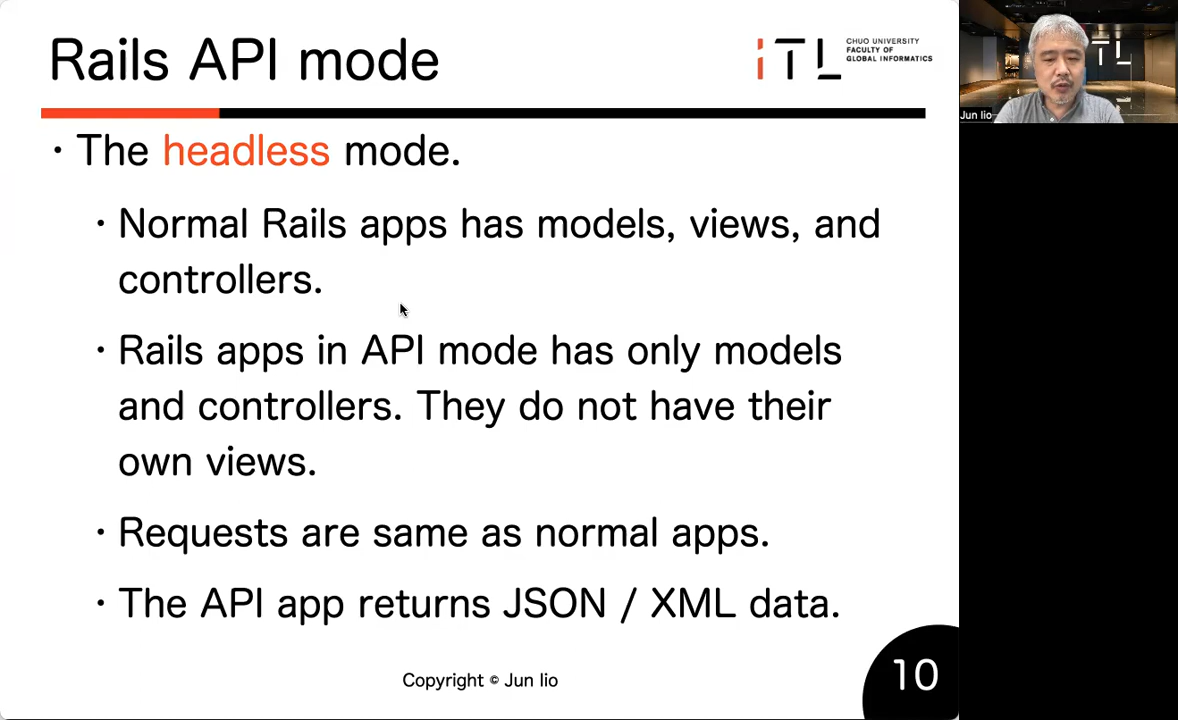 Rails API mode
iTL
CHUO UNIVERSITY
FACULTY OF
GLOBAL INFORMATICS
・The headless mode.
・Normal Rails apps has models, views, and
controllers.
・Rails apps in API mode has only models
and controllers. They do not have their
own views.
・Requests are same as normal apps.
・The API app returns JSON / XML data.
Copyright © Jun Iio
10
TL
Jun Iio